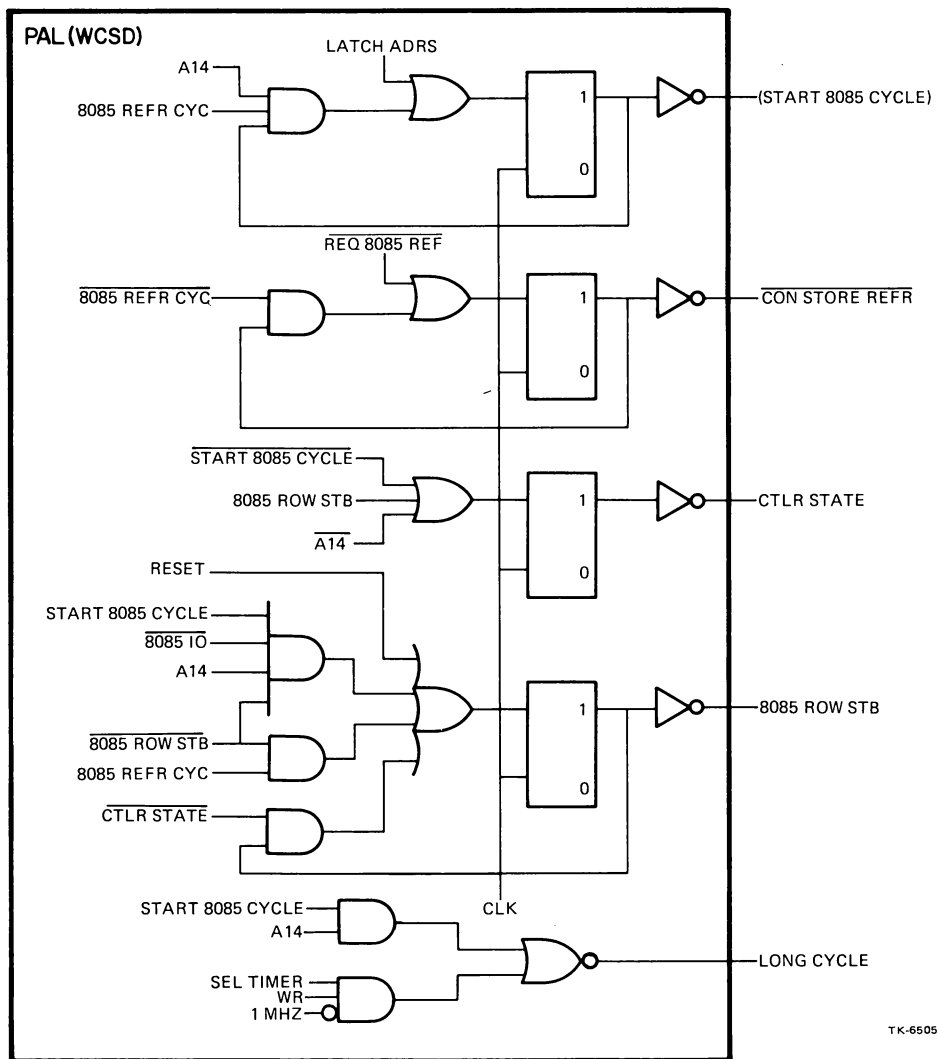 PAL (WCSD)
LATCH ADRS
A14
8085 REFR CYC
1
0
(START 8085 CYCLE)
REQ 8085 REF
8085 REFR CYC
1
0
CON STORE REFR
START 8085 CYCLE
8085 ROW STB
A14
1
0
CTLR STATE
RESET
START 8085 CYCLE
8085 IO
A14
8085 ROW STB
8085 REFR CYC
CTLR STATE
1
0
8085 ROW STB
CLK
START 8085 CYCLE
A14
SEL TIMER
WR
1 MHZ
LONG CYCLE
TK-6505